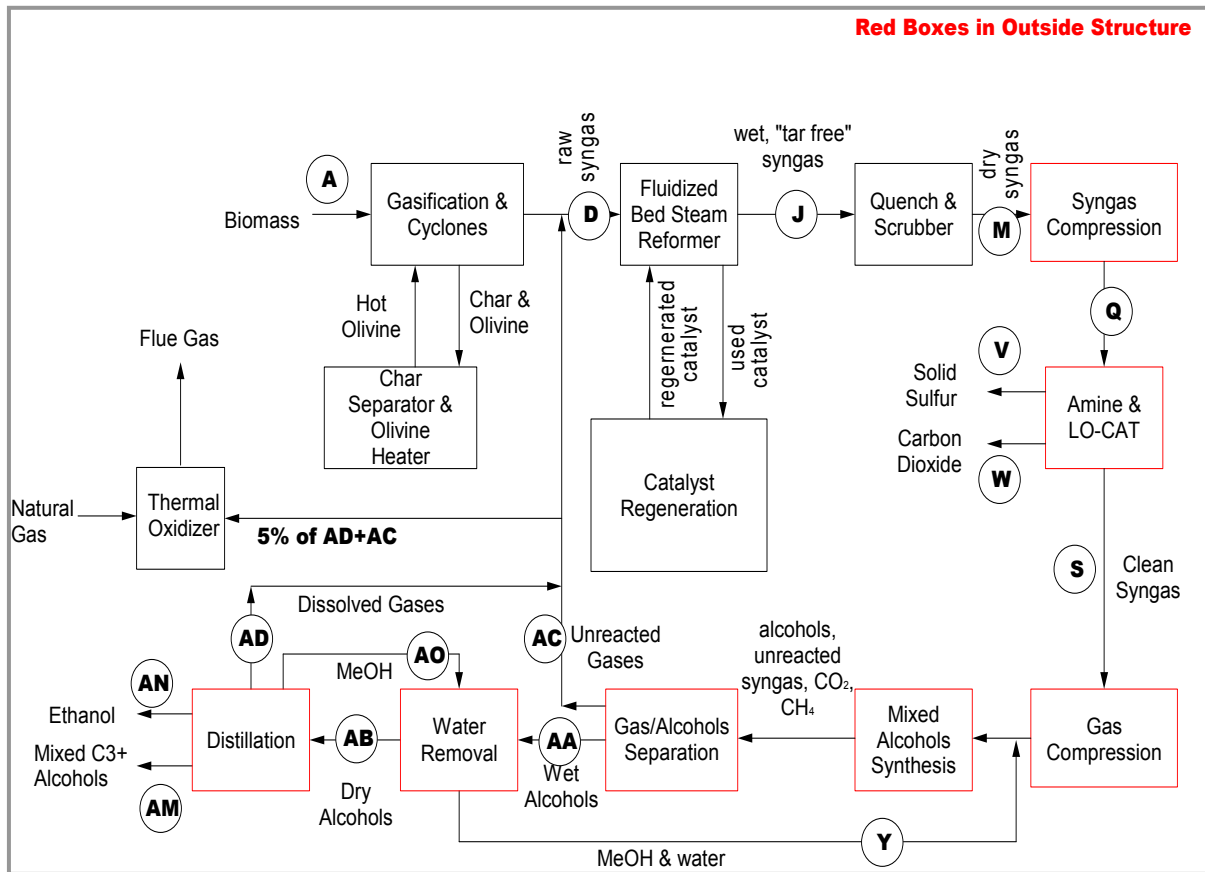 Red Boxes in Outside Structure
A
Biomass
Gasification &
Cyclones
raw
syngas
D
Fluidized
Bed Steam
Reformer
wet, "tar free"
syngas
J
Quench &
Scrubber
dry
syngas
M
Syngas
Compression
Hot
Olivine
Char &
Olivine
regernerated
catalyst
used
catalyst
Q
Flue Gas
Char
Separator &
Olivine
Heater
Catalyst
Regeneration
V
Solid
Sulfur
Carbon
Dioxide
W
Amine &
LO-CAT
Natural
Gas
Thermal
Oxidizer
5% of AD+AC
S
Clean
Syngas
Dissolved Gases
AD
AO
MeOH
AC
Unreacted
Gases
alcohols,
unreacted
syngas, CO₂,
CH₄
AN
Ethanol
Mixed C3+
Alcohols
AM
Distillation
AB
Dry
Alcohols
Water
Removal
AA
Wet
Alcohols
Gas/Alcohols
Separation
Mixed
Alcohols
Synthesis
Gas
Compression
Y
MeOH & water